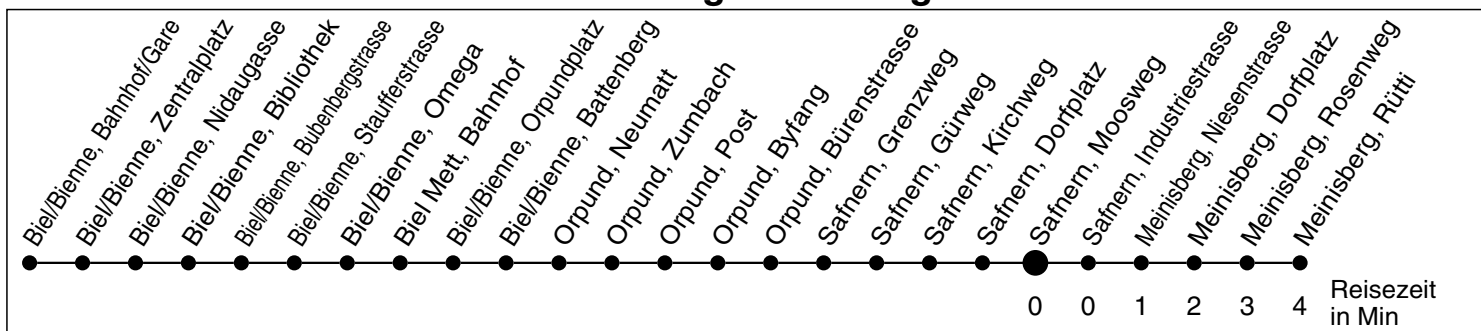 Biel/Bienne, Bahnhof/Gare
Biel/Bienne, Zentralplatz
Biel/Bienne, Nidaugasse
Biel/Bienne, Bibliothek
Biel/Bienne, Bubenbergstrasse
Biel/Bienne, Staufferstrasse
Biel/Bienne, Omega
Biel Mett, Bahnhof
Biel/Bienne, Orpundplatz
Biel/Bienne, Battenberg
Orpund, Neumatt
Orpund, Zumbach
Orpund, Post
Orpund, Byfang
Orpund, Bürenstrasse
Safnern, Grenzweg
Safnern, Gürweg
Safnern, Kirchweg
Safnern, Dorfplatz
Safnern, Moosweg
Safnern, Industriestrasse
Meinisberg, Niesenstrasse
Meinisberg, Dorfplatz
Meinisberg, Rosenweg
Meinisberg, Rütti
0 0 1 2 3 4 Reisezeit
in Min